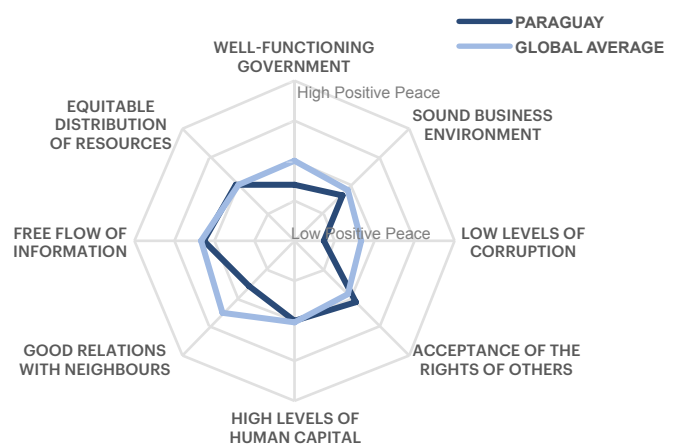 PARAGUAY
GLOBAL AVERAGE
WELL-FUNCTIONING
GOVERNMENT
High Positive Peace
EQUITABLE
DISTRIBUTION
OF RESOURCES
SOUND BUSINESS
ENVIRONMENT
FREE FLOW OF
INFORMATION
Low Positive Peace
LOW LEVELS OF
CORRUPTION
GOOD RELATIONS
WITH NEIGHBOURS
ACCEPTANCE OF THE
RIGHTS OF OTHERS
HIGH LEVELS OF
HUMAN CAPITAL